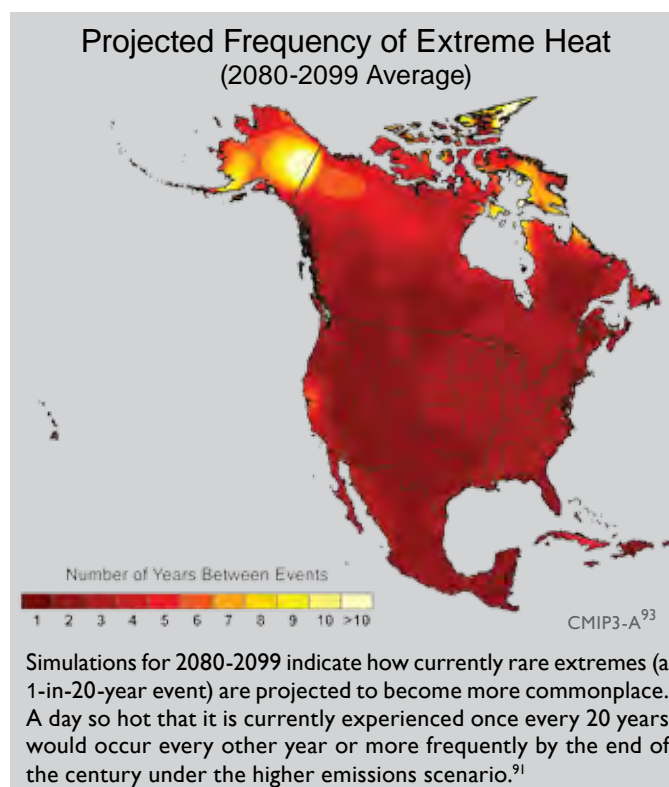 Projected Frequency of Extreme Heat
(2080-2099 Average)
Number of Years Between Events
1 2 3 4 5 6 7 8 9 10 >10
CMIP3-A93
Simulations for 2080-2099 indicate how currently rare extremes (a
1-in-20-year event) are projected to become more commonplace.
A day so hot that it is currently experienced once every 20 years
would occur every other year or more frequently by the end of
the century under the higher emissions scenario.91